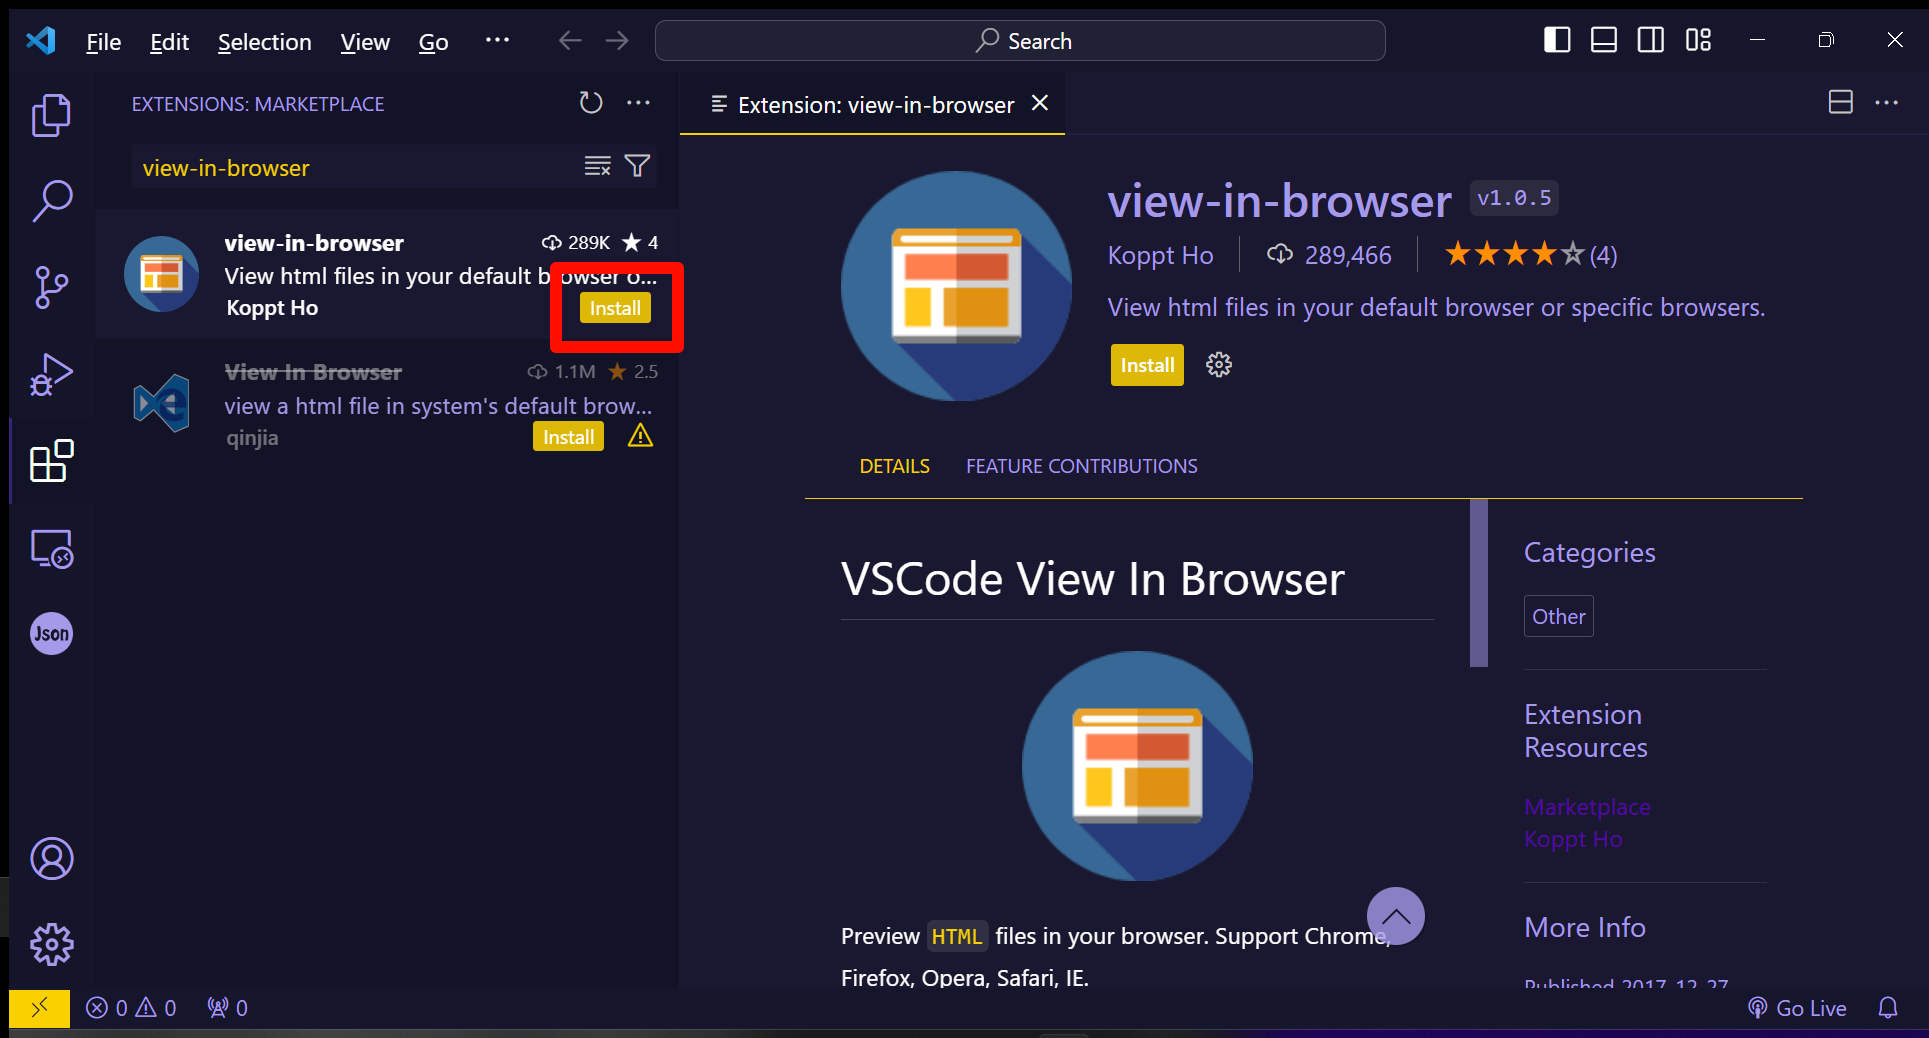 File Edit Selection View Go ··· Search
EXTENSIONS: MARKETPLACE
view-in-browser
view-in-browser 289K ★ 4
View html files in your default browser o...
Koppt Ho Install
View In Browser 1.1M ★ 2.5
view a html file in system's default brow...
qinjia Install
Json
Extension: view-in-browser
view-in-browser v1.0.5
Koppt Ho 289,466 ★★★★☆ (4)
View html files in your default browser or specific browsers.
Install
DETAILS FEATURE CONTRIBUTIONS
VSCode View In Browser
Preview HTML files in your browser. Support Chrome,
Firefox, Opera, Safari, IE.
Categories
Other
Extension
Resources
Marketplace
Koppt Ho
More Info
Published 2017-12-27
0 0 0 Go Live